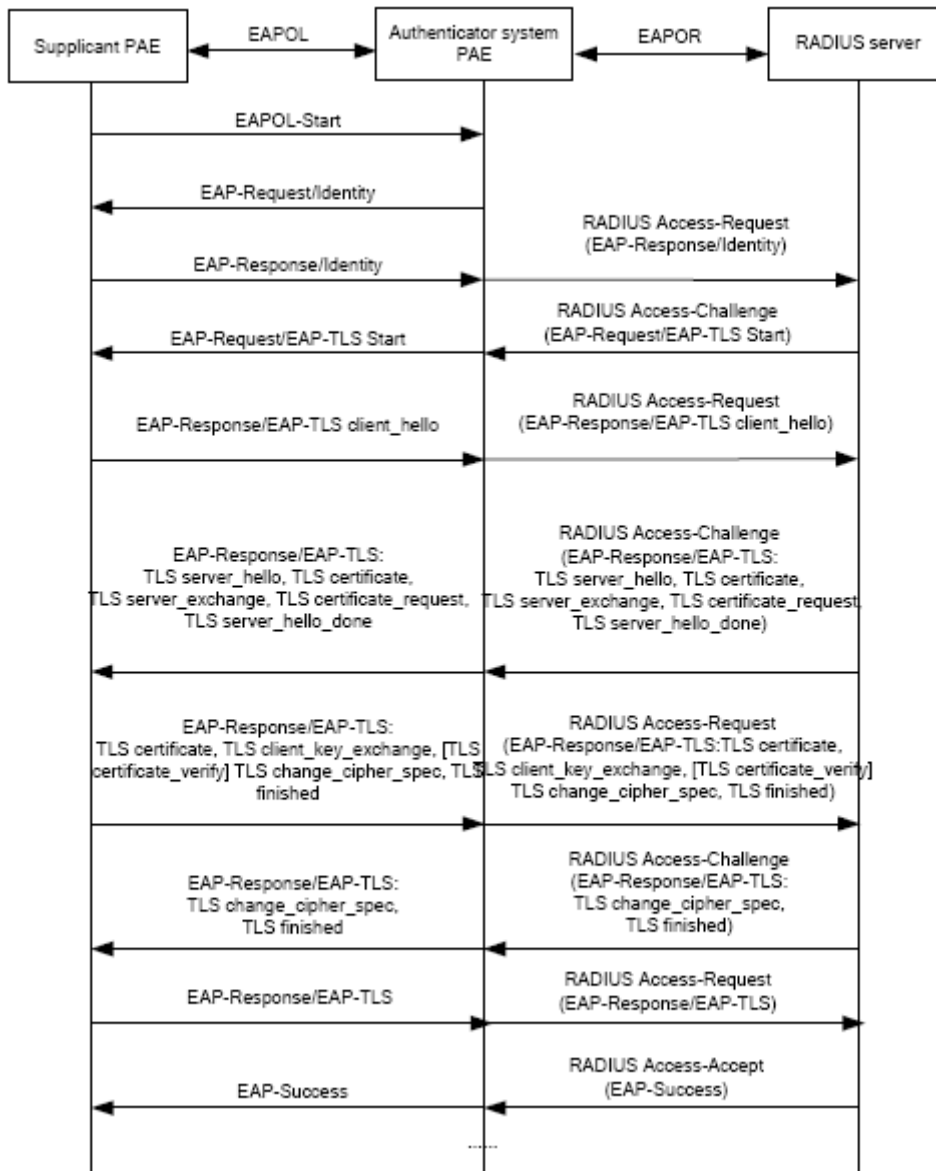 Supplicant PAE
EAPOL
Authenticator system
PAE
EAPOR
RADIUS server
EAPOL-Start
EAP-Request/Identity
RADIUS Access-Request
(EAP-Response/Identity)
EAP-Response/Identity
RADIUS Access-Challenge
(EAP-Request/EAP-TLS Start)
EAP-Request/EAP-TLS Start
RADIUS Access-Request
(EAP-Response/EAP-TLS client_hello)
EAP-Response/EAP-TLS client_hello
EAP-Response/EAP-TLS:
TLS server_hello, TLS certificate,
TLS server_exchange, TLS certificate_request,
TLS server_hello_done
RADIUS Access-Challenge
(EAP-Response/EAP-TLS:
TLS server_hello, TLS certificate,
TLS server_exchange, TLS certificate_request,
TLS server_hello_done)
EAP-Response/EAP-TLS:
TLS certificate, TLS client_key_exchange, [TLS
certificate_verify] TLS change_cipher_spec, TLS
finished
RADIUS Access-Request
(EAP-Response/EAP-TLS:TLS certificate,
TLS client_key_exchange, [TLS certificate_verify]
TLS change_cipher_spec, TLS finished)
EAP-Response/EAP-TLS:
TLS change_cipher_spec,
TLS finished
RADIUS Access-Challenge
(EAP-Response/EAP-TLS:
TLS change_cipher_spec,
TLS finished)
EAP-Response/EAP-TLS
RADIUS Access-Request
(EAP-Response/EAP-TLS)
EAP-Success
RADIUS Access-Accept
(EAP-Success)
......